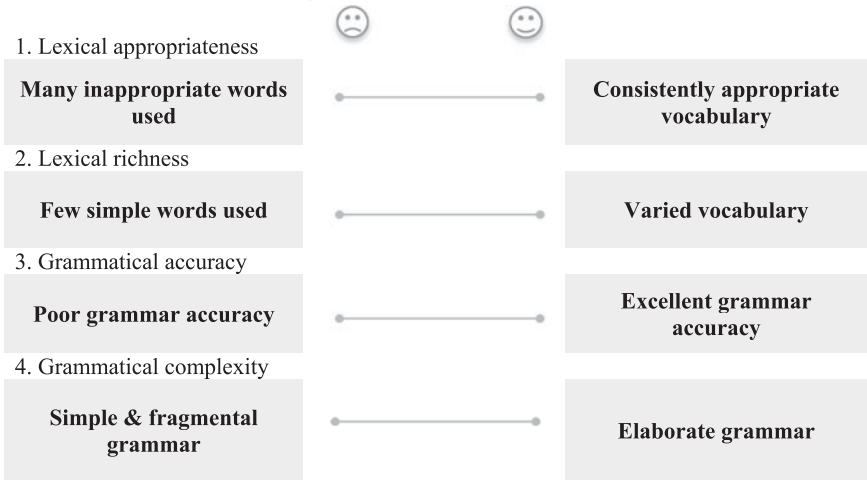 1. Lexical appropriateness
Many inappropriate words
used
Consistently appropriate
vocabulary
2. Lexical richness
Few simple words used
Varied vocabulary
3. Grammatical accuracy
Poor grammar accuracy
Excellent grammar
accuracy
4. Grammatical complexity
Simple & fragmental
grammar
Elaborate grammar